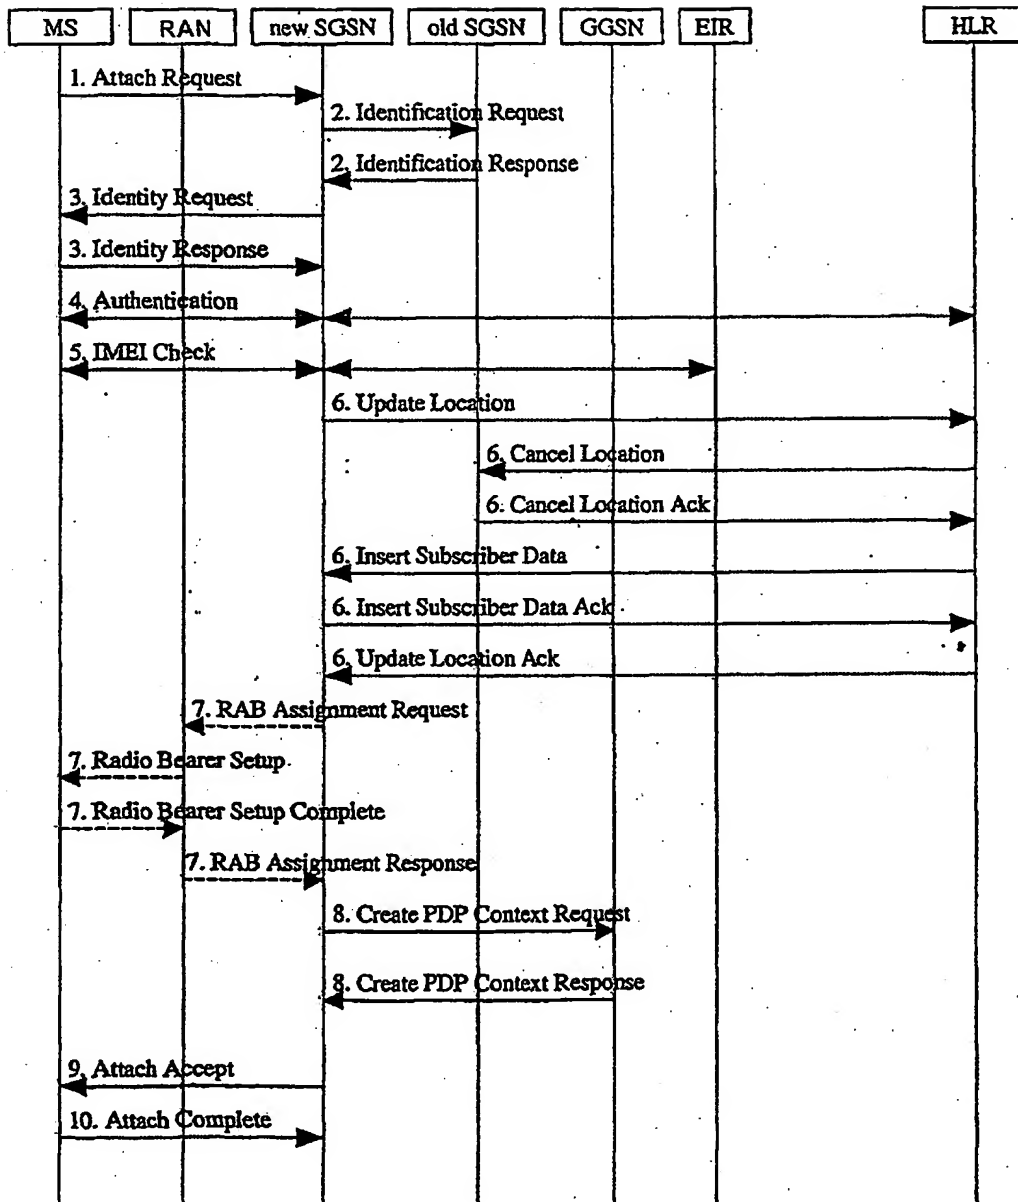 MS RAN new SGSN old SGSN GGSN EIR HLR
1. Attach Request
2. Identification Request
2. Identification Response
3. Identity Request
3. Identity Response
4. Authentication
5. IMEI Check
6. Update Location
6. Cancel Location
6. Cancel Location Ack
6. Insert Subscriber Data
6. Insert Subscriber Data Ack
6. Update Location Ack
7. RAB Assignment Request
7. Radio Bearer Setup
7. Radio Bearer Setup Complete
7. RAB Assignment Response
8. Create PDP Context Request
8. Create PDP Context Response
9. Attach Accept
10. Attach Complete